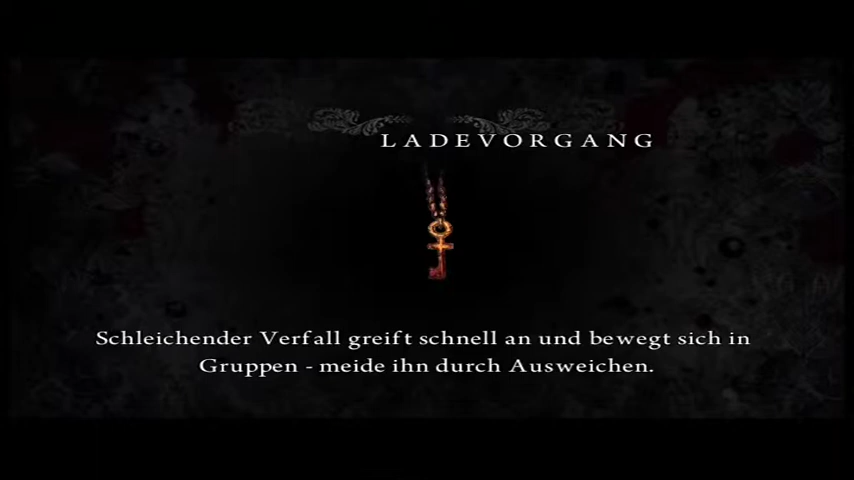 LADEVORGANG
Schleichender Verfall greift schnell an und bewegt sich in
Gruppen - meide ihn durch Ausweichen.